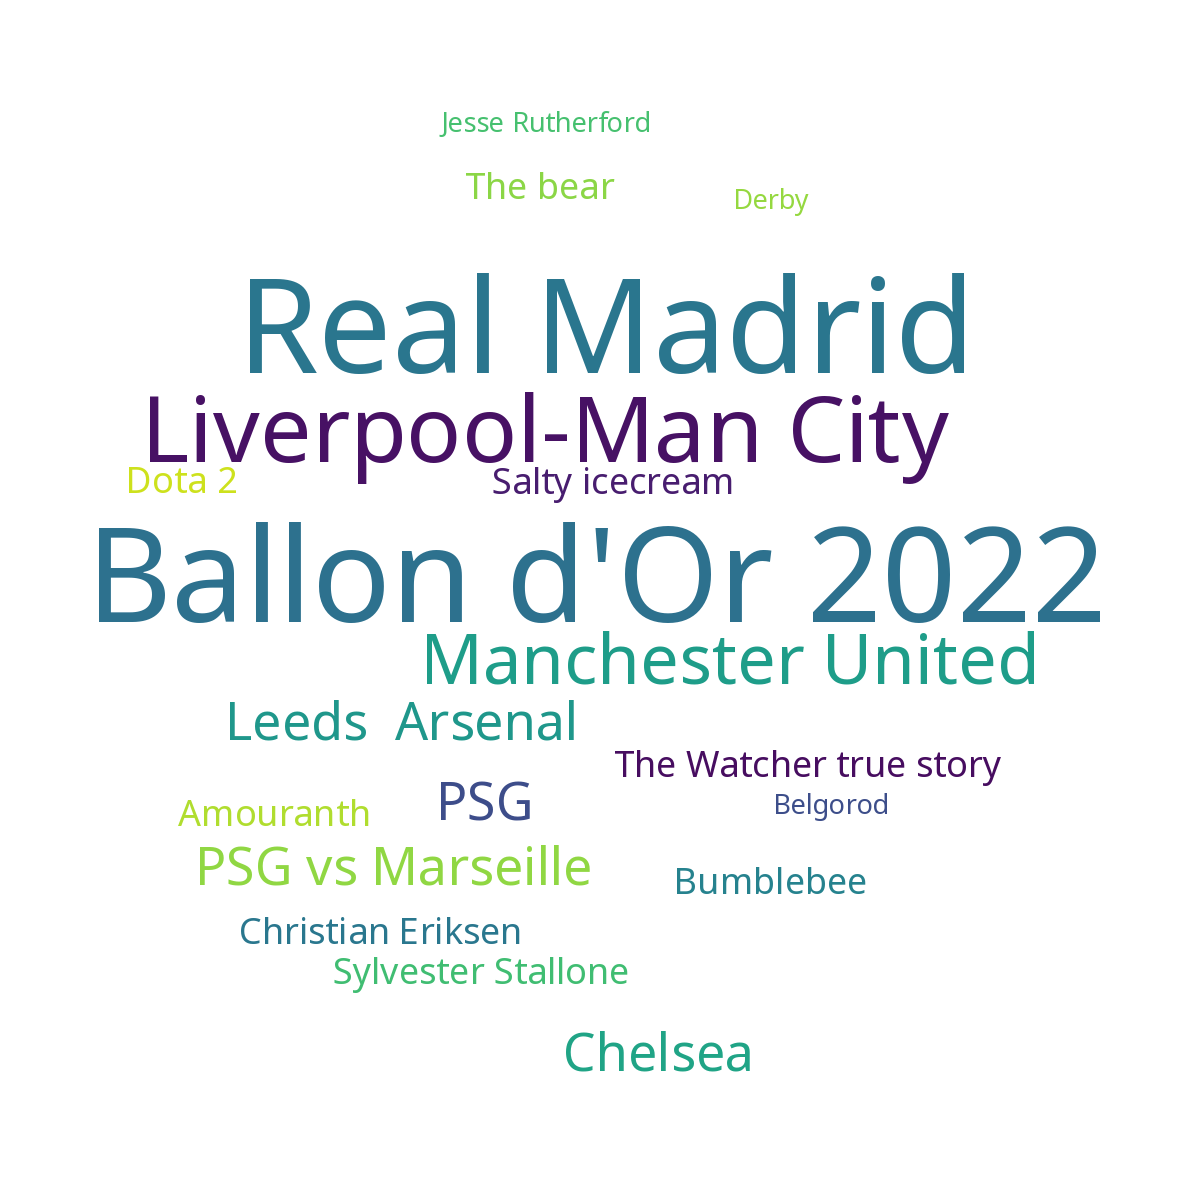 Jesse Rutherford
The bear
Derby
Real Madrid
Liverpool-Man City
Dota 2
Salty icecream
Ballon d'Or 2022
Manchester United
Leeds
Arsenal
The Watcher true story
PSG
Belgorod
Amouranth
PSG vs Marseille
Bumblebee
Christian Eriksen
Sylvester Stallone
Chelsea